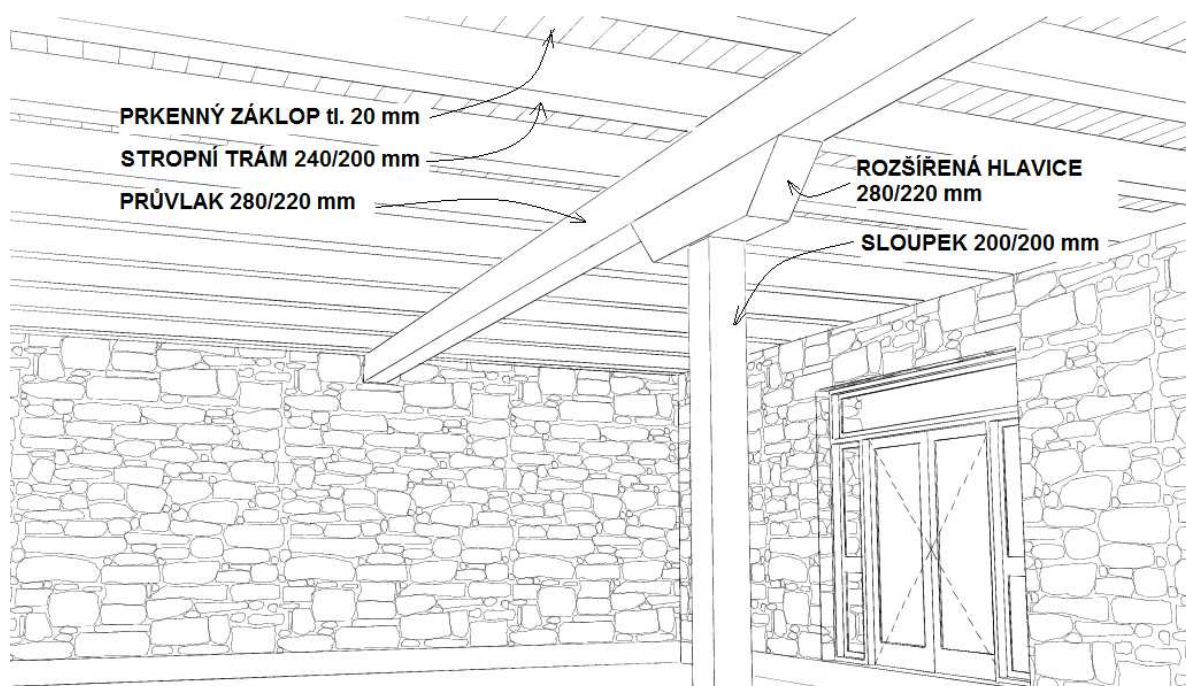 PRKENNÝ ZÁKLOP tl. 20 mm
STROPNÍ TRÁM 240/200 mm
PRŮVLAK 280/220 mm
ROZŠÍŘENÁ HLAVICE
280/220 mm
SLOUPEK 200/200 mm